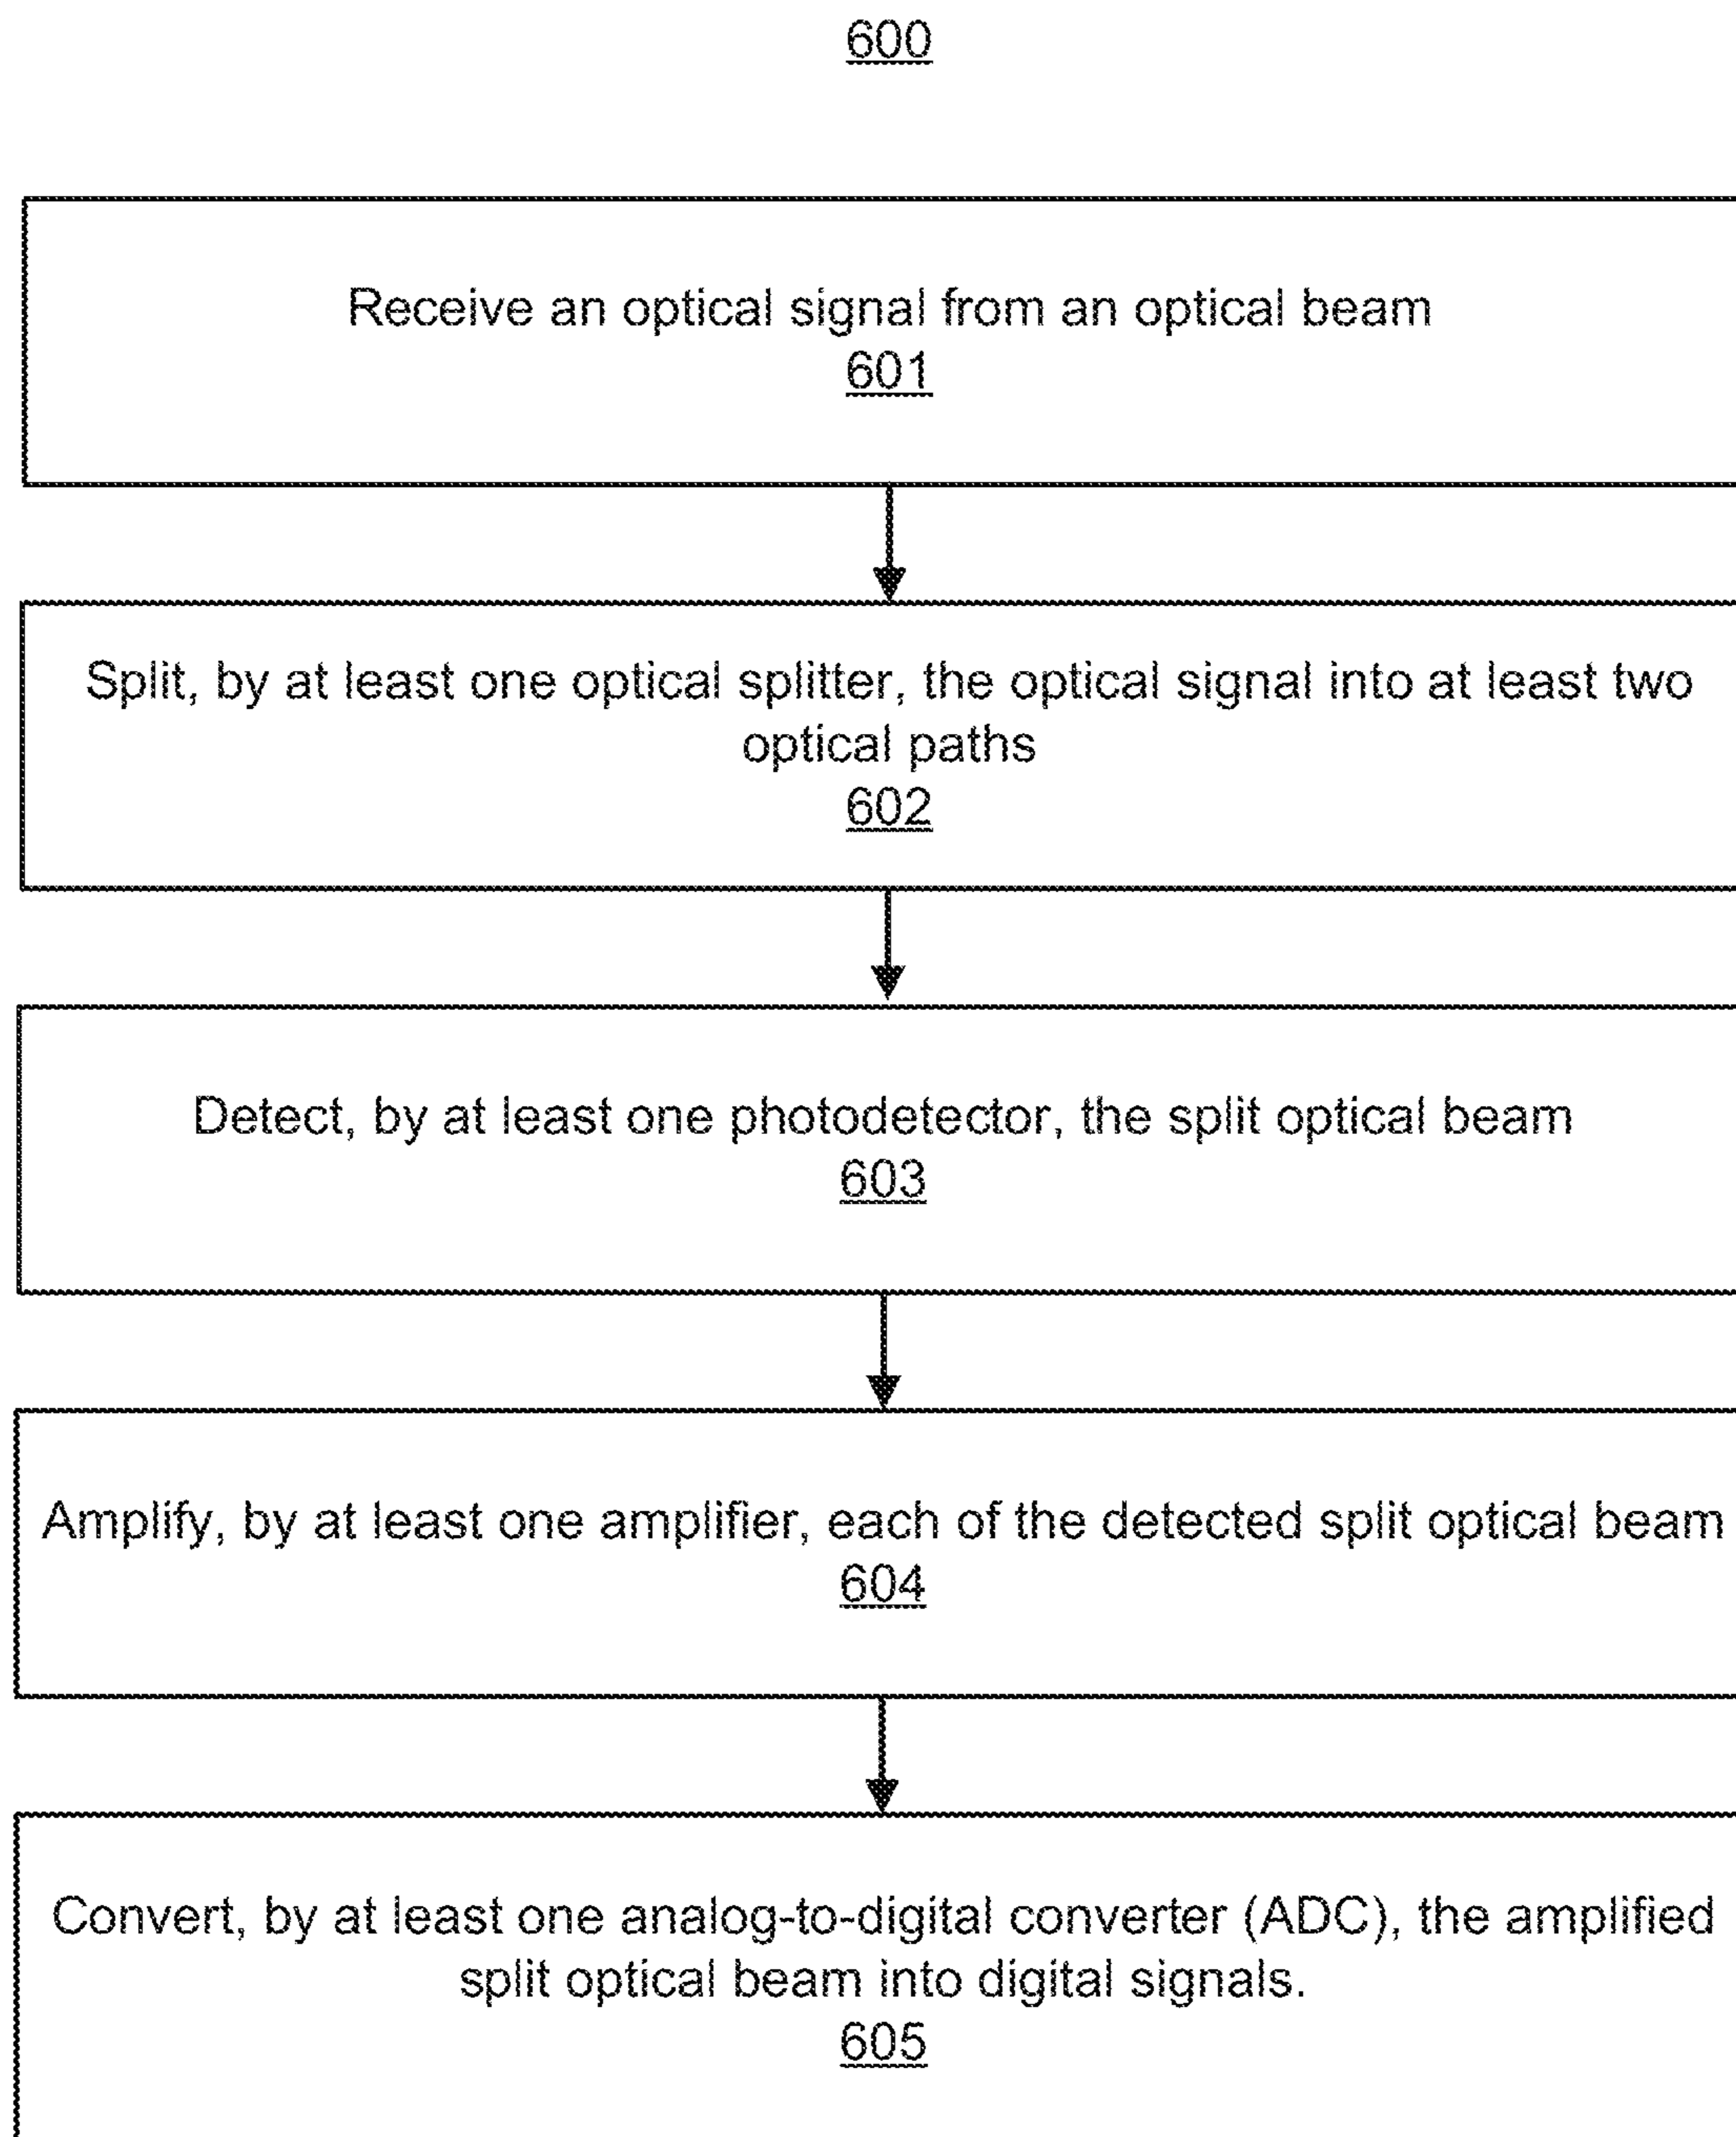 600
Receive an optical signal from an optical beam
601
Split, by at least one optical splitter, the optical signal into at least two
optical paths
602
Detect, by at least one photodetector, the split optical beam
603
Amplify, by at least one amplifier, each of the detected split optical beam
604
Convert, by at least one analog-to-digital converter (ADC), the amplified
split optical beam into digital signals.
605